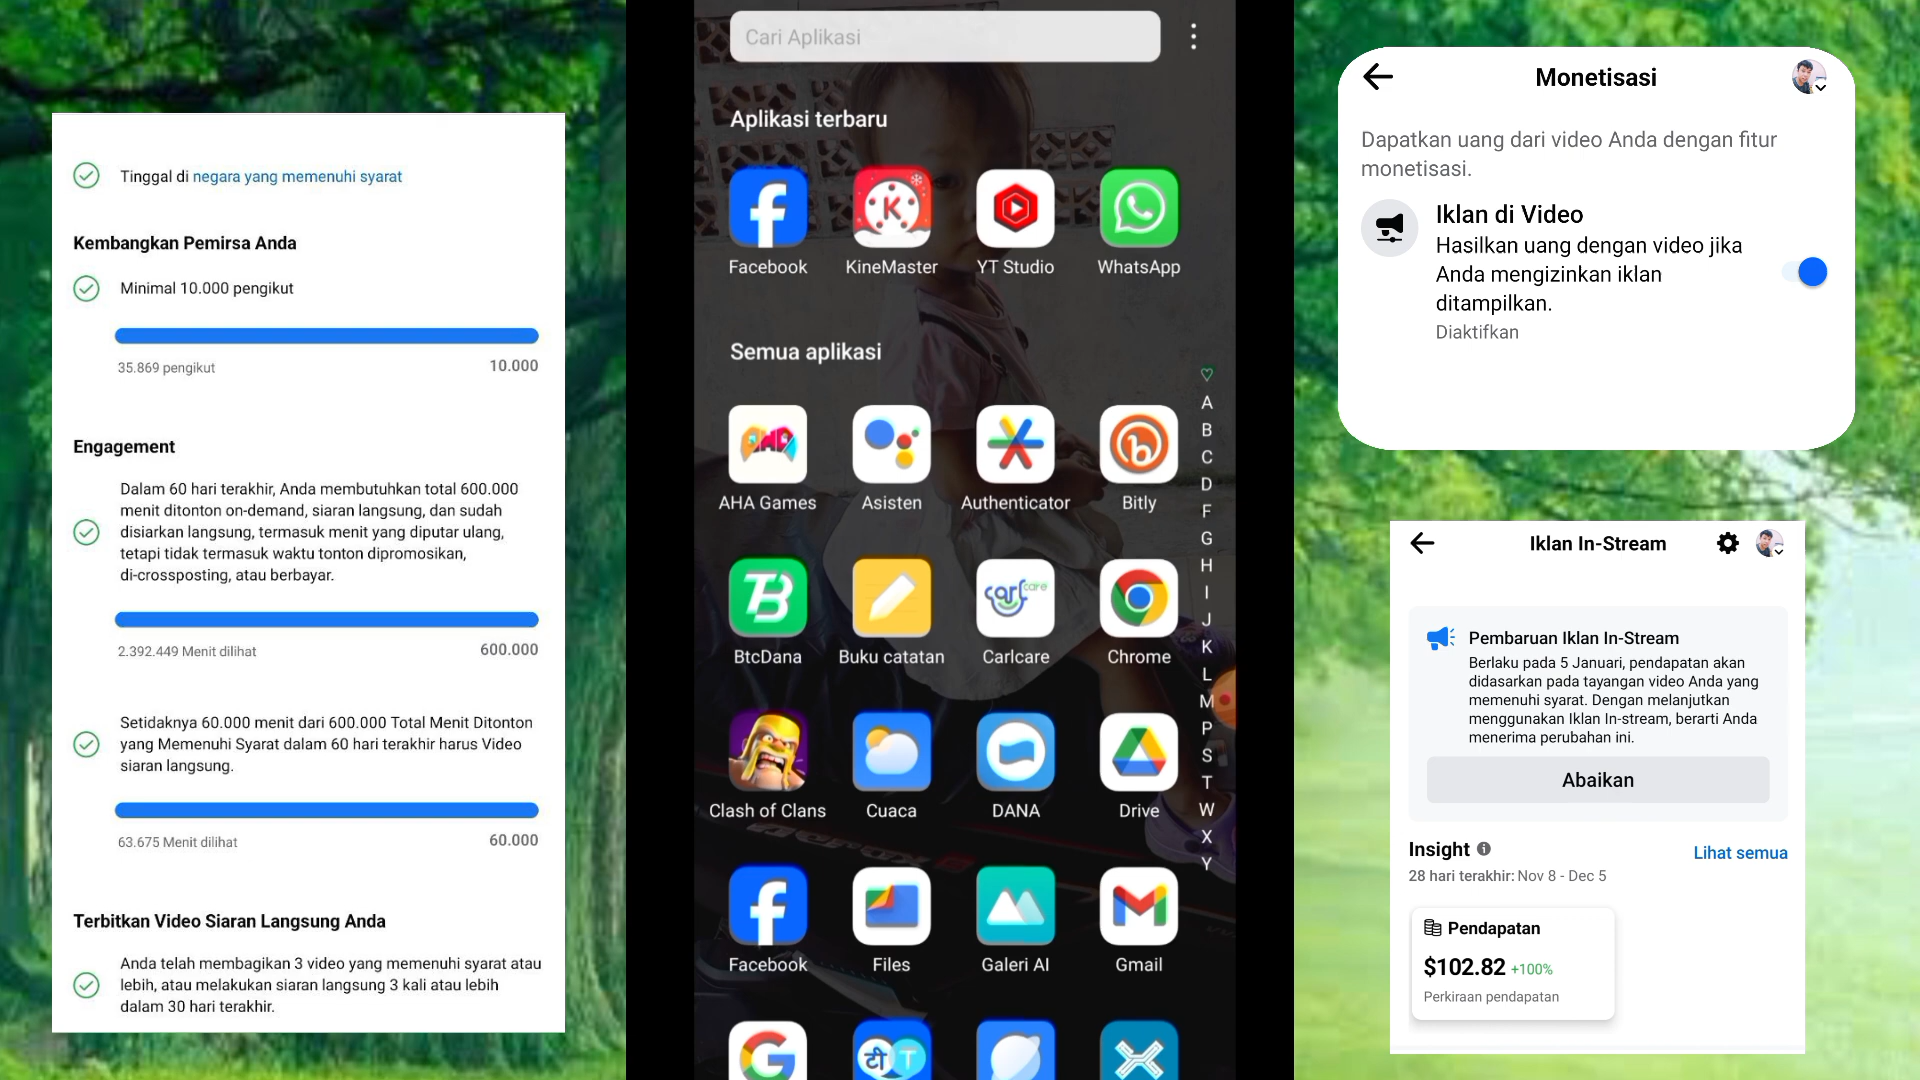 Tinggal di negara yang memenuhi syarat
Kembangkan Pemirsa Anda
Minimal 10.000 pengikut
35.869 pengikut
10.000
Engagement
Dalam 60 hari terakhir, Anda membutuhkan total 600.000
menit ditonton on-demand, siaran langsung, dan sudah
disiarkan langsung, termasuk menit yang diputar ulang,
tetapi tidak termasuk waktu tonton dipromosikan,
di-crossposting, atau berbayar.
2.392.449 Menit dilihat
600.000
Setidaknya 60.000 menit dari 600.000 Total Menit Ditonton
yang Memenuhi Syarat dalam 60 hari terakhir harus Video
siaran langsung.
63.675 Menit dilihat
60.000
Terbitkan Video Siaran Langsung Anda
Anda telah membagikan 3 video yang memenuhi syarat atau
lebih, atau melakukan siaran langsung 3 kali atau lebih
dalam 30 hari terakhir.
Cari Aplikasi
Aplikasi terbaru
Facebook
KineMaster
YT Studio
WhatsApp
Semua aplikasi
AHA Games
Asisten
Authenticator
Bitly
BtcDana
Buku catatan
Carlcare
Chrome
Clash of Clans
Cuaca
DANA
Drive
Facebook
Files
Galeri AI
Gmail
A
B
C
D
F
G
H
I
J
K
L
M
P
S
T
W
X
Y
Monetisasi
Dapatkan uang dari video Anda dengan fitur
monetisasi.
Iklan di Video
Hasilkan uang dengan video jika
Anda mengizinkan iklan
ditampilkan.
Diaktifkan
Iklan In-Stream
Pembaruan Iklan In-Stream
Berlaku pada 5 Januari, pendapatan akan
didasarkan pada tayangan video Anda yang
memenuhi syarat. Dengan melanjutkan
menggunakan Iklan In-stream, berarti Anda
menerima perubahan ini.
Abaikan
Insight
Lihat semua
28 hari terakhir: Nov 8 - Dec 5
Pendapatan
$102.82 +100%
Perkiraan pendapatan